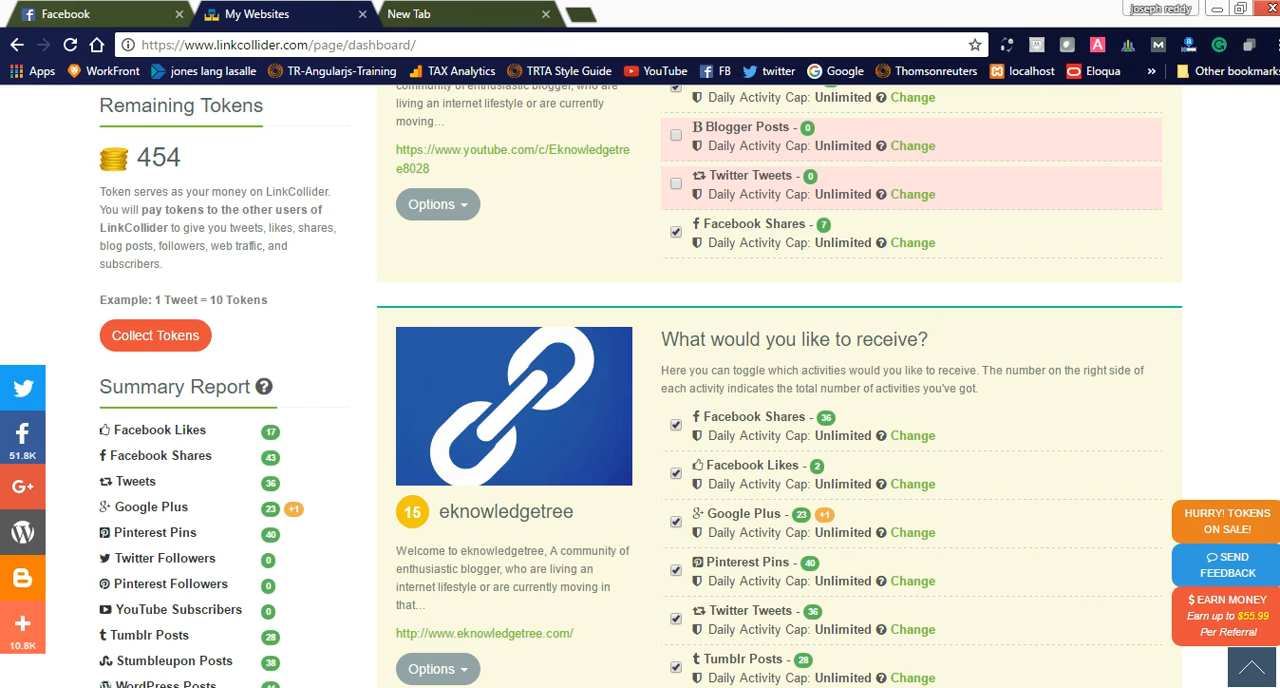 Facebook
My Websites
New Tab
joseph reddy
https://www.linkcollider.com/page/dashboard/
Apps
WorkFront
jones lang lasalle
TR-Angularjs-Training
TAX Analytics
TRTA Style Guide
YouTube
FB
twitter
Google
Thomsonreuters
localhost
Eloqua
»
Other bookmarks
Remaining Tokens
454
Token serves as your money on LinkCollider.
You will pay tokens to the other users of
LinkCollider to give you tweets, likes, shares,
blog posts, followers, web traffic, and
subscribers.
Example: 1 Tweet = 10 Tokens
Collect Tokens
Summary Report
Facebook Likes 17
Facebook Shares 43
Tweets 36
Google Plus 23 +1
Pinterest Pins 40
Twitter Followers 0
Pinterest Followers 0
YouTube Subscribers 0
Tumblr Posts 28
Stumbleupon Posts 38
WordPress Posts
51.8K
G+
10.8K
community of enthusiastic blogger, who are
living an internet lifestyle or are currently
moving...
https://www.youtube.com/c/Eknowledgetre
e8028
Options
Daily Activity Cap: Unlimited Change
Blogger Posts - 0
Daily Activity Cap: Unlimited Change
Twitter Tweets - 0
Daily Activity Cap: Unlimited Change
Facebook Shares - 7
Daily Activity Cap: Unlimited Change
15 eknowledgetree
Welcome to eknowledgetree, A community of
enthusiastic blogger, who are living an
internet lifestyle or are currently moving in
that...
http://www.eknowledgetree.com/
Options
What would you like to receive?
Here you can toggle which activities would you like to receive. The number on the right side of
each activity indicates the total number of activities you've got.
Facebook Shares - 36
Daily Activity Cap: Unlimited Change
Facebook Likes - 2
Daily Activity Cap: Unlimited Change
Google Plus - 23 +1
Daily Activity Cap: Unlimited Change
Pinterest Pins - 40
Daily Activity Cap: Unlimited Change
Twitter Tweets - 36
Daily Activity Cap: Unlimited Change
Tumblr Posts - 28
Daily Activity Cap: Unlimited Change
HURRY! TOKENS
ON SALE!
SEND
FEEDBACK
$ EARN MONEY
Earn up to $55.99
Per Referral